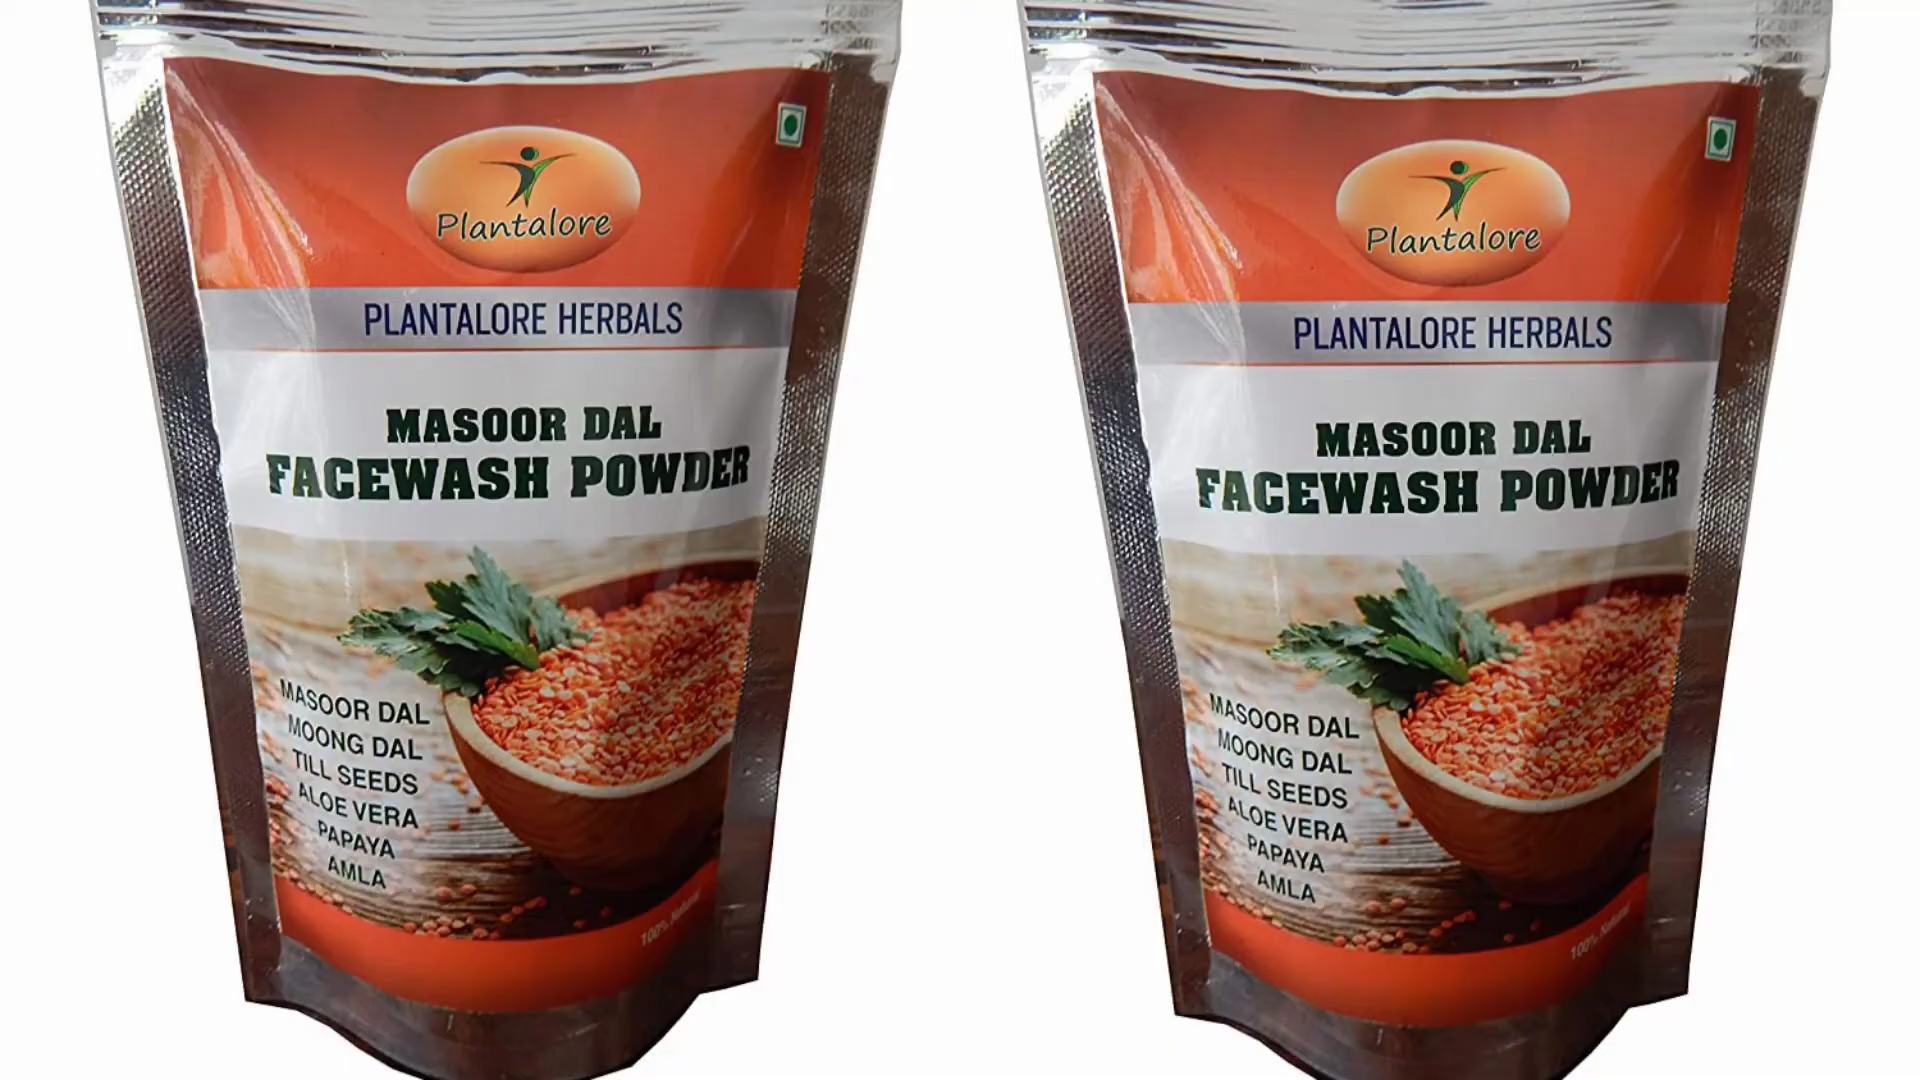 Plantalore
PLANTALORE HERBALS
MASOOR DAL
FACEWASH POWDER
MASOOR DAL
MOONG DAL
TILL SEEDS
ALOE VERA
PAPAYA
AMLA
100% Natural
Plantalore
PLANTALORE HERBALS
MASOOR DAL
FACEWASH POWDER
MASOOR DAL
MOONG DAL
TILL SEEDS
ALOE VERA
PAPAYA
AMLA
100% Natural